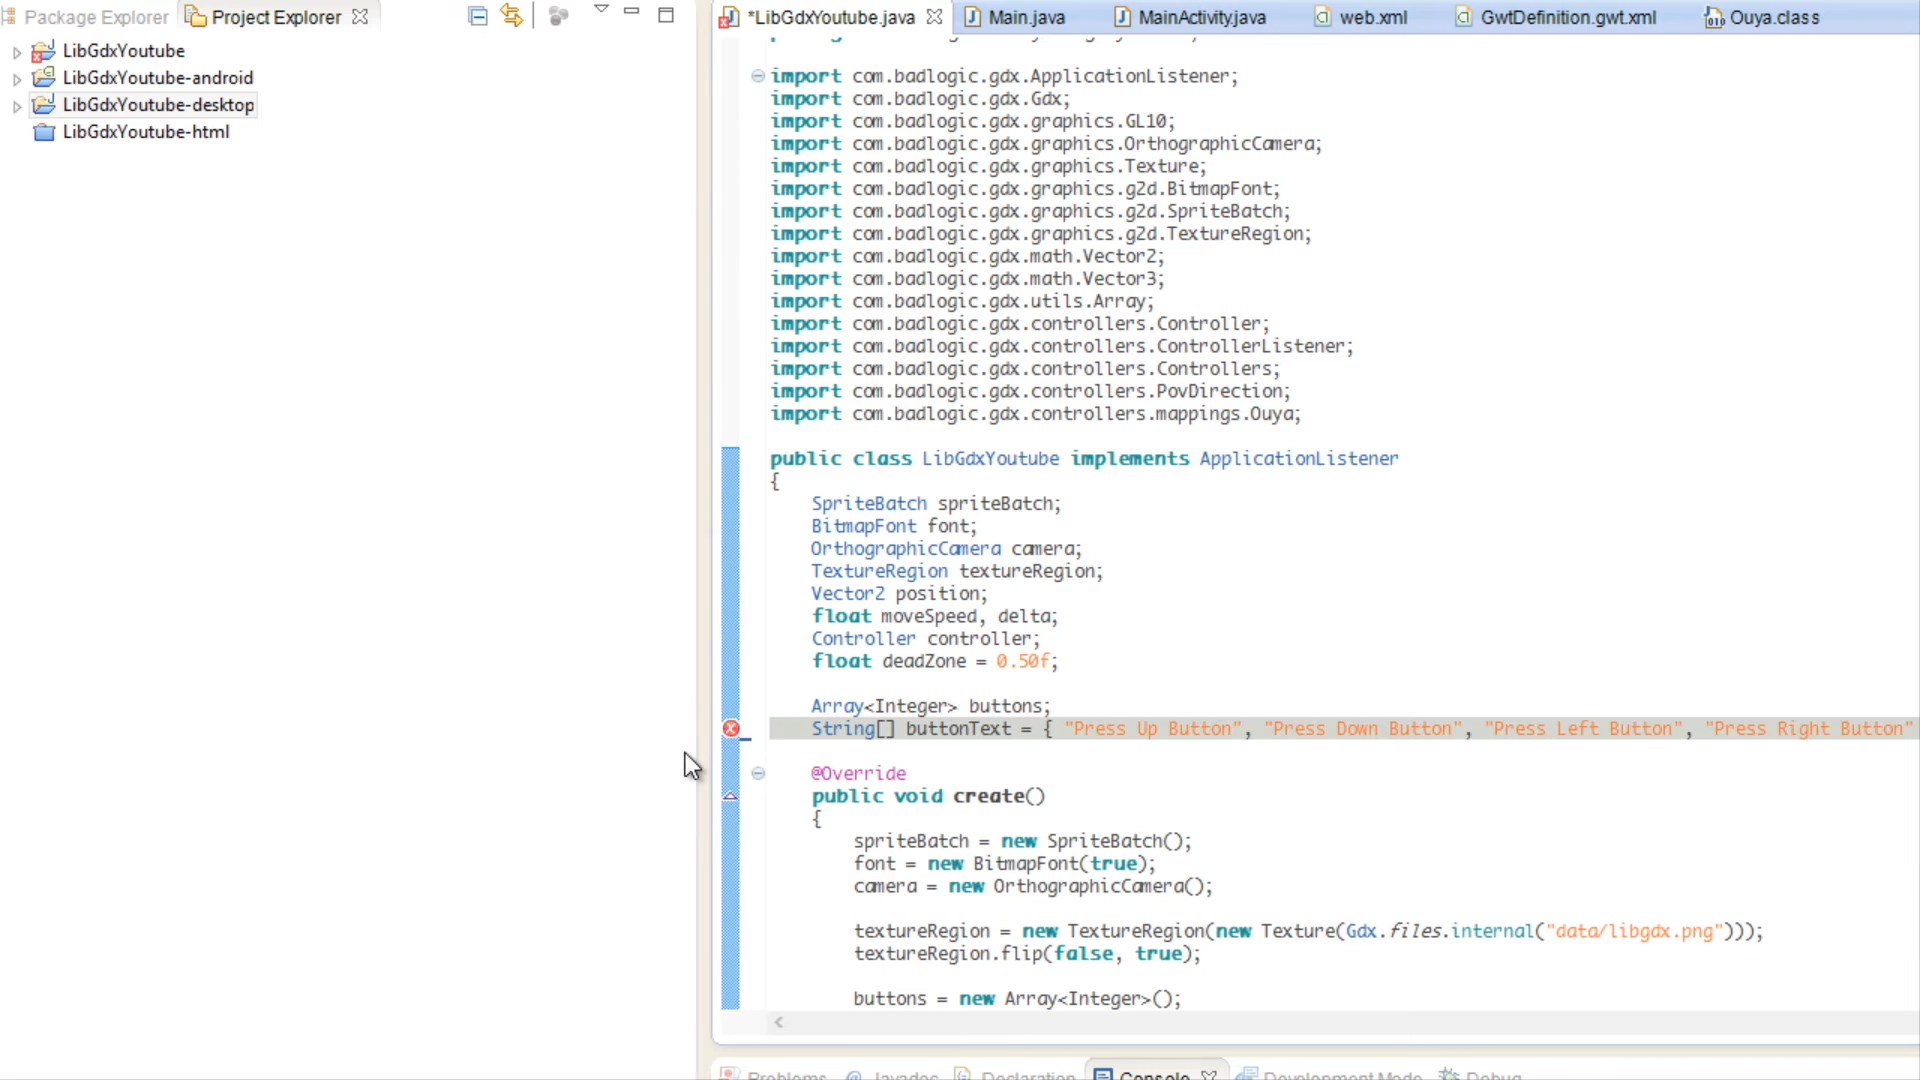 Package Explorer
Project Explorer
LibGdxYoutube
LibGdxYoutube-android
LibGdxYoutube-desktop
LibGdxYoutube-html
*LibGdxYoutube.java
Main.java
MainActivity.java
web.xml
GwtDefinition.gwt.xml
Ouya.class
import com.badlogic.gdx.ApplicationListener;
import com.badlogic.gdx.Gdx;
import com.badlogic.gdx.graphics.GL10;
import com.badlogic.gdx.graphics.OrthographicCamera;
import com.badlogic.gdx.graphics.Texture;
import com.badlogic.gdx.graphics.g2d.BitmapFont;
import com.badlogic.gdx.graphics.g2d.SpriteBatch;
import com.badlogic.gdx.graphics.g2d.TextureRegion;
import com.badlogic.gdx.math.Vector2;
import com.badlogic.gdx.math.Vector3;
import com.badlogic.gdx.utils.Array;
import com.badlogic.gdx.controllers.Controller;
import com.badlogic.gdx.controllers.ControllerListener;
import com.badlogic.gdx.controllers.Controllers;
import com.badlogic.gdx.controllers.PovDirection;
import com.badlogic.gdx.controllers.mappings.Ouya;
public class LibGdxYoutube implements ApplicationListener
{
SpriteBatch spriteBatch;
BitmapFont font;
OrthographicCamera camera;
TextureRegion textureRegion;
Vector2 position;
float moveSpeed, delta;
Controller controller;
float deadZone = 0.50f;
Array<Integer> buttons;
String[] buttonText = { "Press Up Button", "Press Down Button", "Press Left Button", "Press Right Button"
@Override
public void create()
{
spriteBatch = new SpriteBatch();
font = new BitmapFont(true);
camera = new OrthographicCamera();
textureRegion = new TextureRegion(new Texture(Gdx.files.internal("data/libgdx.png")));
textureRegion.flip(false, true);
buttons = new Array<Integer>();
Problems
Javadoc
Declaration
Console
Development Mode
Debug